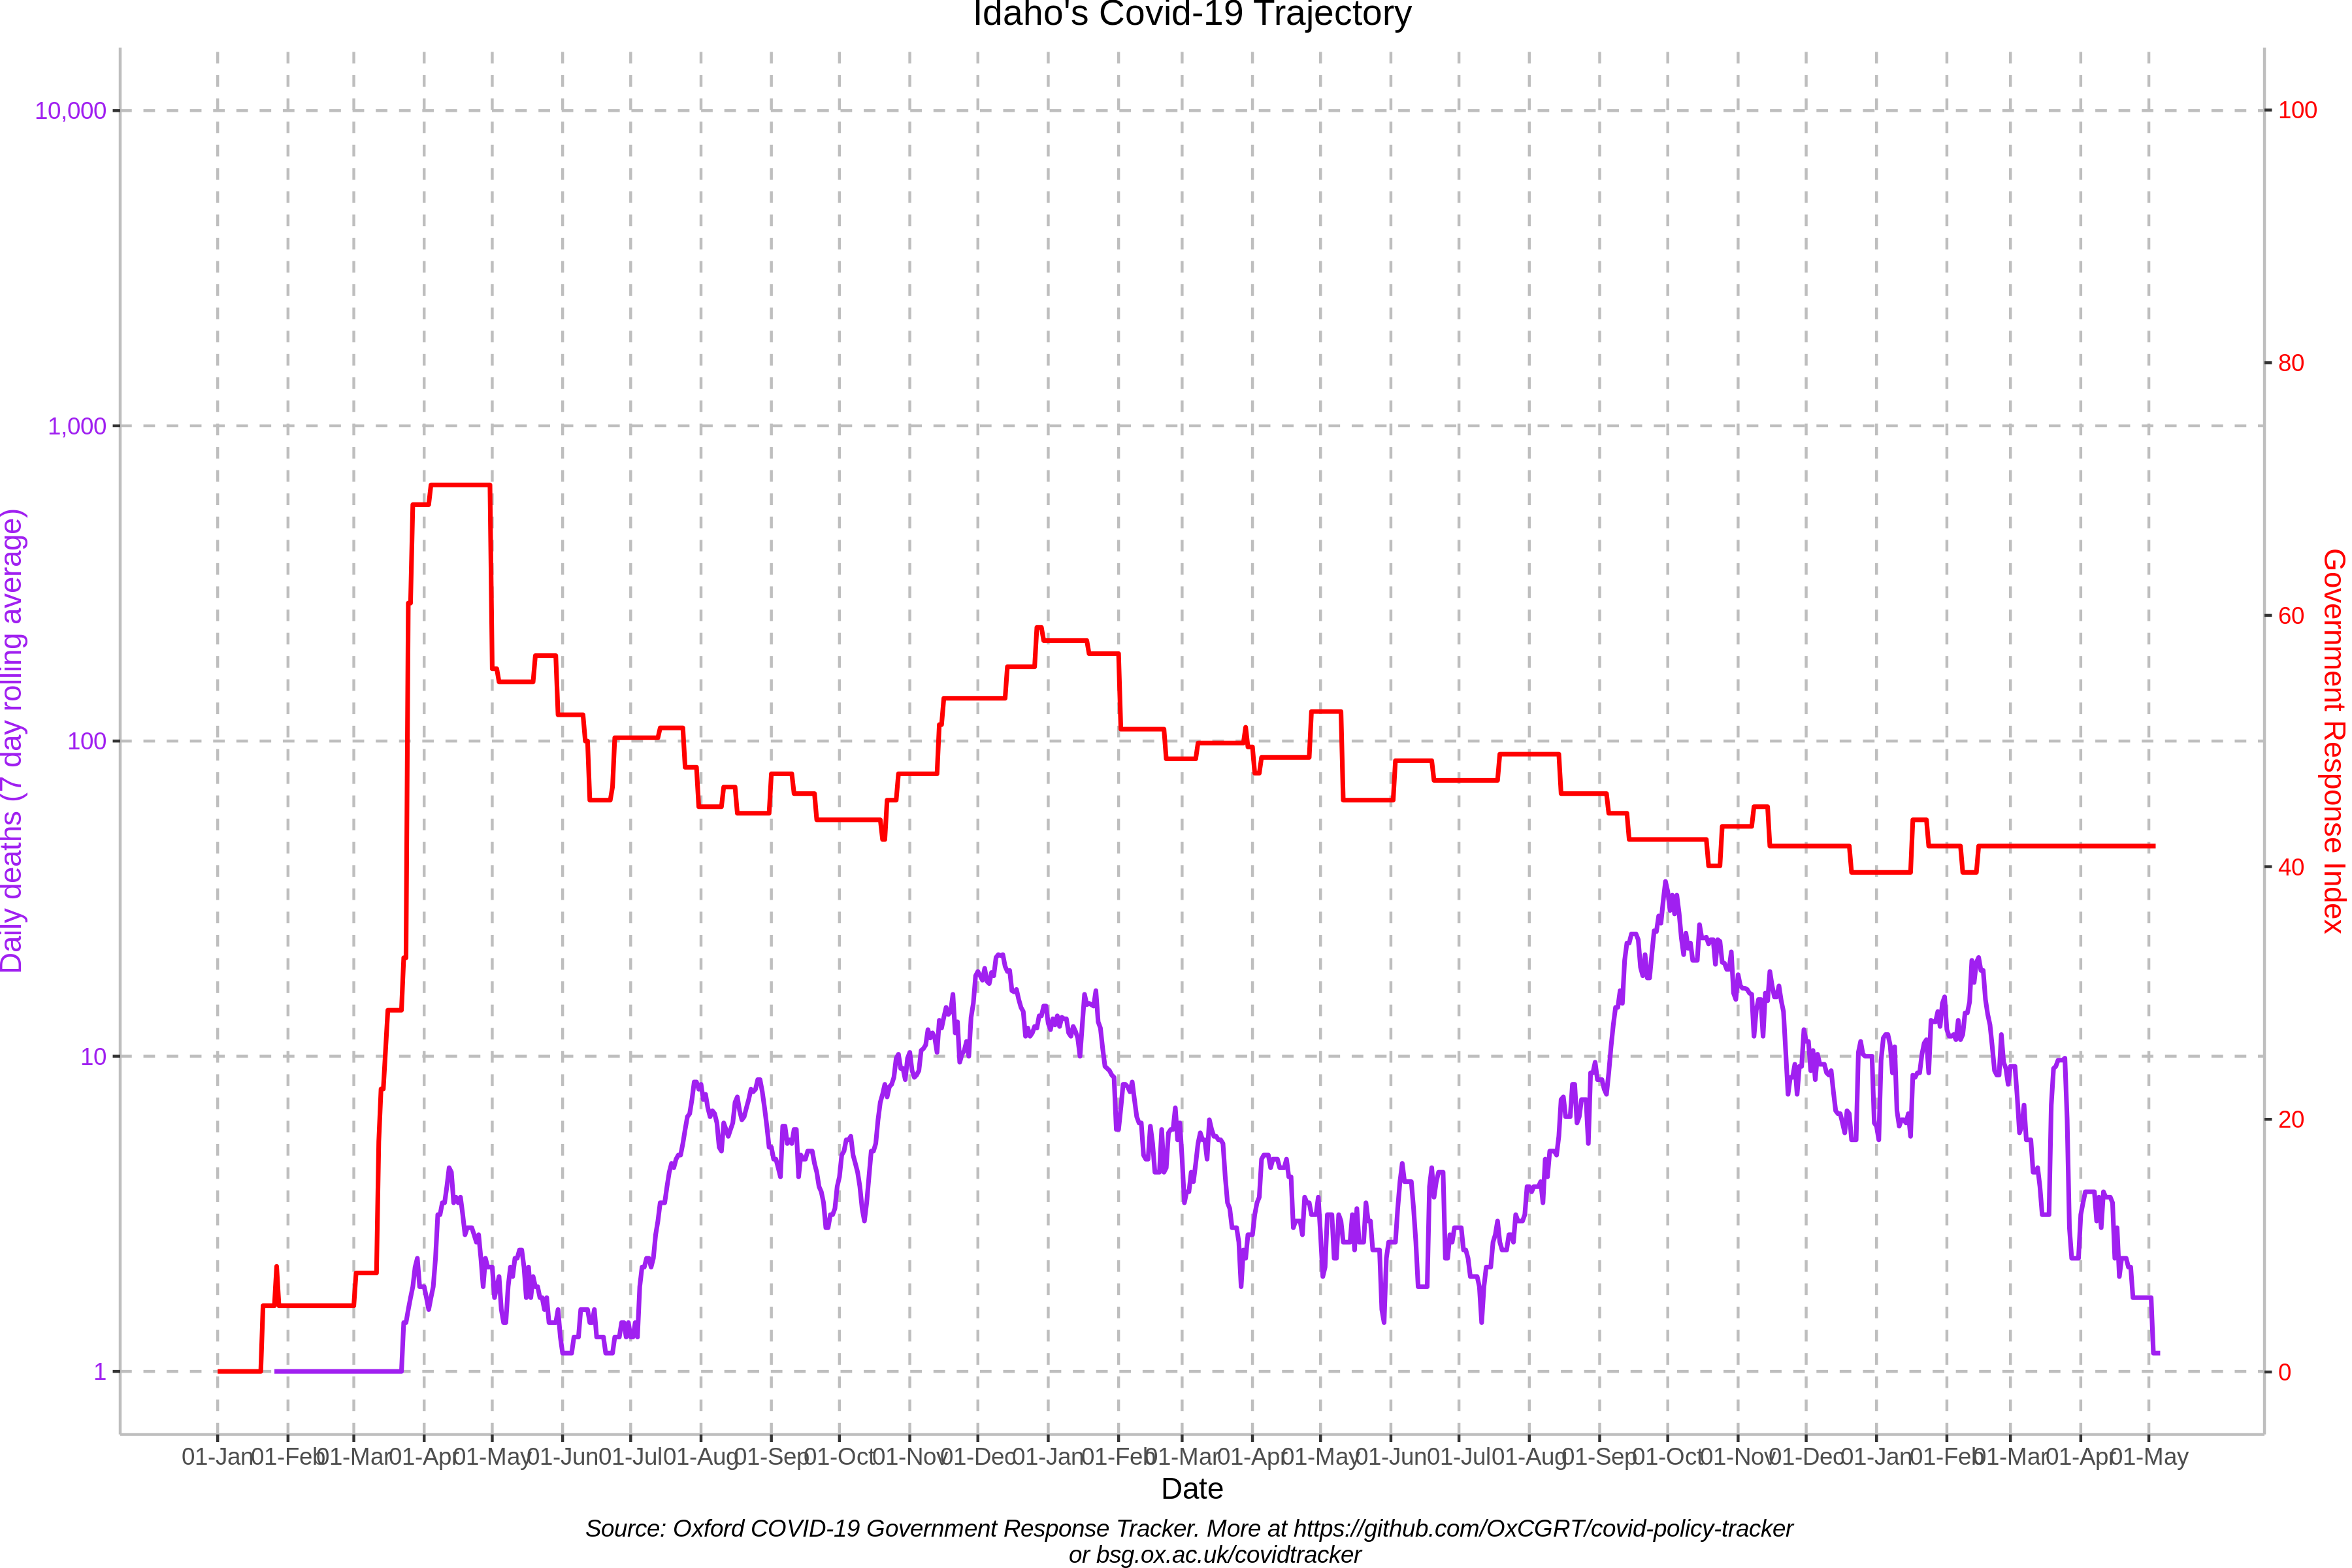 Idaho's Covid-19 Trajectory
10,000
1,000
100
10
1
Daily deaths (7 day rolling average)
100
80
60
40
20
0
Government Response Index
01-Jan 01-Feb 01-Mar 01-Apr 01-May 01-Jun 01-Jul 01-Aug 01-Sep 01-Oct 01-Nov 01-Dec 01-Jan 01-Feb 01-Mar 01-Apr 01-May 01-Jun 01-Jul 01-Aug 01-Sep 01-Oct 01-Nov 01-Dec 01-Jan 01-Feb 01-Mar 01-Apr 01-May
Date
Source: Oxford COVID-19 Government Response Tracker. More at https://github.com/OxCGRT/covid-policy-tracker
or bsg.ox.ac.uk/covidtracker